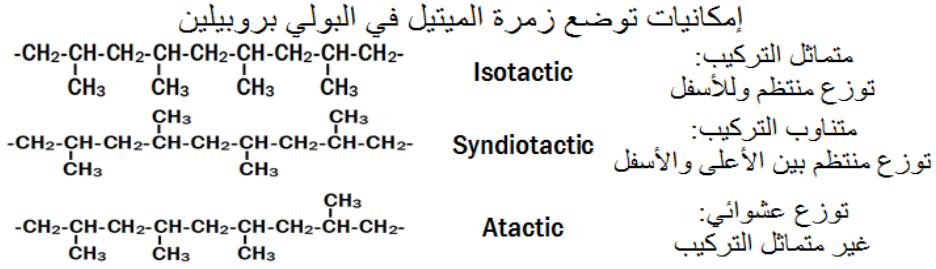 إمكانيات توضع زمرة الميتيل في البولي بروبيلين
-CH₂-CH-CH₂-CH-CH₂-CH-CH₂-CH-CH₂-
CH₃ CH₃ CH₃ CH₃
Isotactic
متماثل التركيب:
توزع منتظم وللأسفل
CH₃ CH₃
-CH₂-CH-CH₂-CH-CH₂-CH-CH₂-CH-CH₂-
CH₃ CH₃
Syndiotactic
متناوب التركيب:
توزع منتظم بين الأعلى والأسفل
CH₃
-CH₂-CH-CH₂-CH-CH₂-CH-CH₂-CH-CH₂-
CH₃ CH₃ CH₃
Atactic
توزع عشوائي:
غير متماثل التركيب